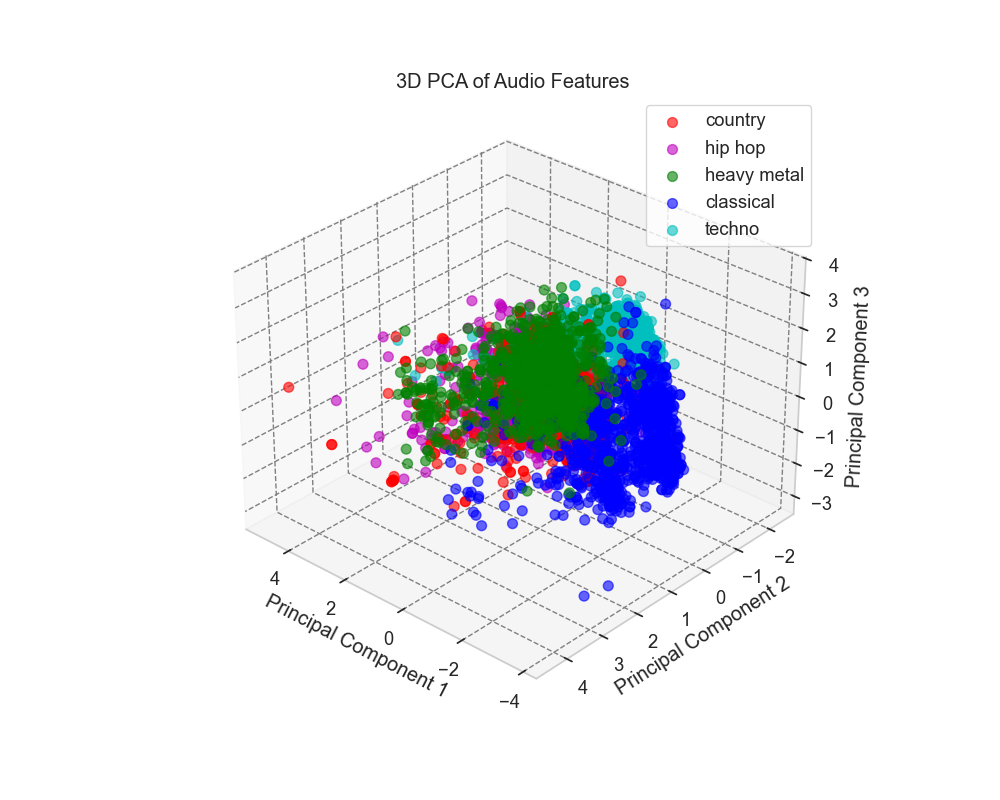 3D PCA of Audio Features
country
hip hop
heavy metal
classical
techno
4
3
2
1
0
−1
−2
−3
Principal Component 3
4
2
0
−2
−4
Principal Component 1
−2
−1
0
1
2
3
4
Principal Component 2